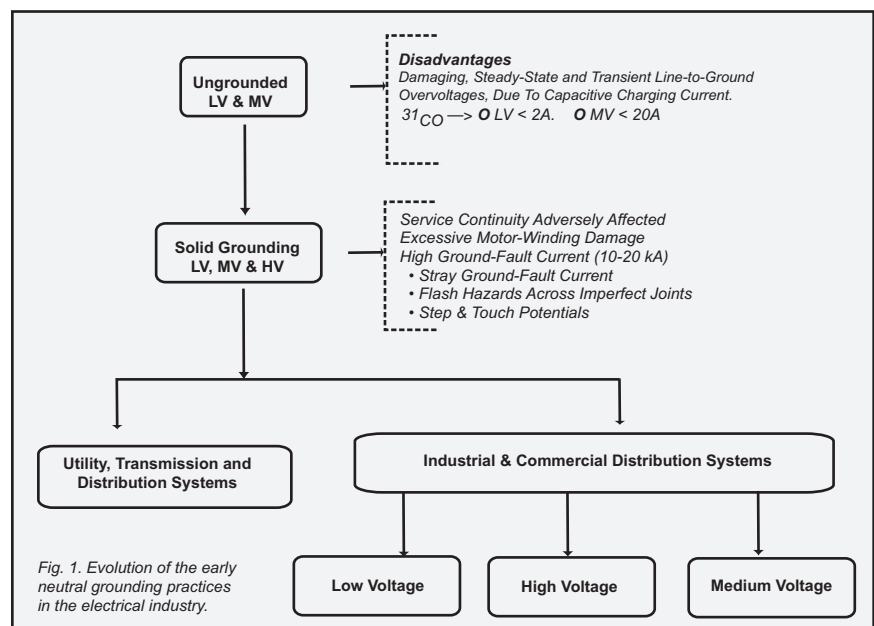 Ungrounded
LV & MV
Disadvantages
Damaging, Steady-State and Transient Line-to-Ground
Overvoltages, Due To Capacitive Charging Current.
31CO —> O LV < 2A. O MV < 20A
Solid Grounding
LV, MV & HV
Service Continuity Adversely Affected
Excessive Motor-Winding Damage
High Ground-Fault Current (10-20 kA)
• Stray Ground-Fault Current
• Flash Hazards Across Imperfect Joints
• Step & Touch Potentials
Utility, Transmission and
Distribution Systems
Industrial & Commercial Distribution Systems
Low Voltage
High Voltage
Medium Voltage
Fig. 1. Evolution of the early
neutral grounding practices
in the electrical industry.